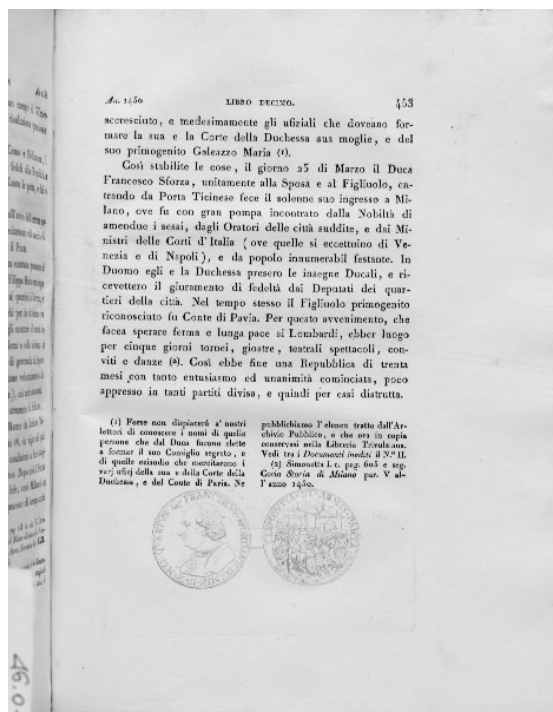 An. 1450 LIBRO DECIMO. 453
accresciuto, e medesimamente gli ufiziali che doveano for-
mare la sua e la Corte della Duchessa sua moglie, e del
suo primogenito Galeazzo Maria (1).
Così stabilite le cose, il giorno 25 di Marzo il Duca
Francesco Sforza, unitamente alla Sposa e al Figliuolo, en-
trando da Porta Ticinese fece il solenne suo ingresso a Mi-
lano, ove fu con gran pompa incontrato dalla Nobiltà di
amendue i sessi, dagli Oratori delle città suddite, e dai Mi-
nistri delle Corti d'Italia (ove quelle si eccettuino di Ve-
nezia e di Napoli), e da popolo innumerabil festante. In
Duomo egli e la Duchessa presero le insegne Ducali, e ri-
cevettero il giuramento di fedeltà dai Deputati dei quar-
tieri della città. Nel tempo stesso il Figliuolo primogenito
riconosciuto fu Conte di Pavia. Per questo avvenimento, che
facea sperare ferma e lunga pace ai Lombardi, ebber luogo
per cinque giorni tornei, giostre, teatrali spettacoli, con-
viti e danze (2). Così ebbe fine una Repubblica di trenta
mesi con tanto entusiasmo ed unanimità cominciata, poco
appresso in tanti partiti divisa, e quindi per essi distrutta.
(1) Forse non dispiacerà a' nostri
lettori di conoscere i nomi di quelle
persone che dal Duca furono elette
a formar il suo Consiglio segreto, e
di quelle eziandio che esercitarono i
varj ufizj della sua e della Corte della
Duchessa, e del Conte di Pavia. Ne
pubblichiamo l'elenco tratto dall'Ar-
chivio Pubblico, e che ora in copia
conservasi nella Libreria Trivulziana.
Vedi tra i Documenti inediti il N.° II.
(2) Simonetta l. c. pag. 605 e seg.
Corio Storia di Milano par. V al-
l'anno 1450.
46.0